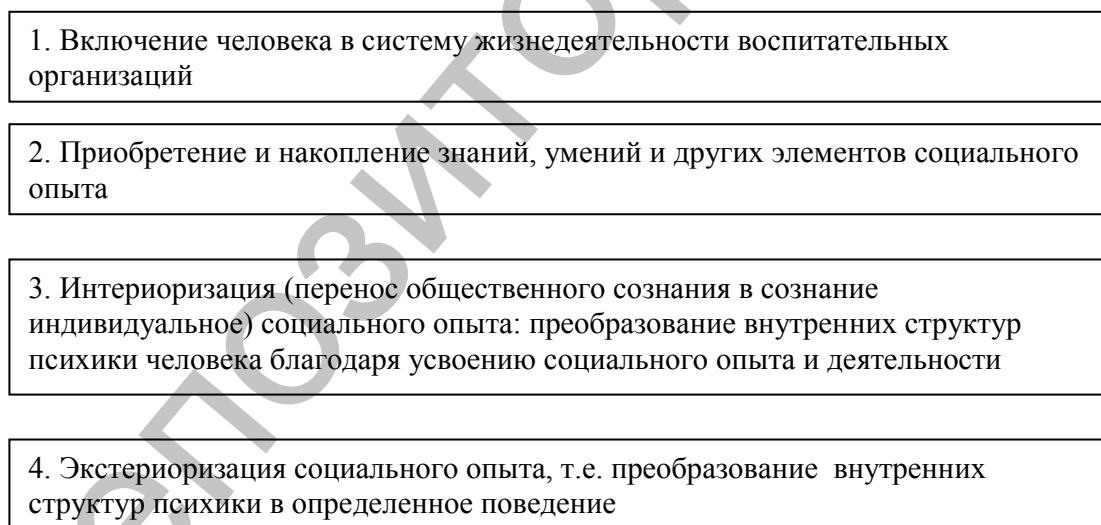 1. Включение человека в систему жизнедеятельности воспитательных
организаций
2. Приобретение и накопление знаний, умений и других элементов социального
опыта
3. Интериоризация (перенос общественного сознания в сознание
индивидуальное) социального опыта: преобразование внутренних структур
психики человека благодаря усвоению социального опыта и деятельности
4. Экстериоризация социального опыта, т.е. преобразование внутренних
структур психики в определенное поведение